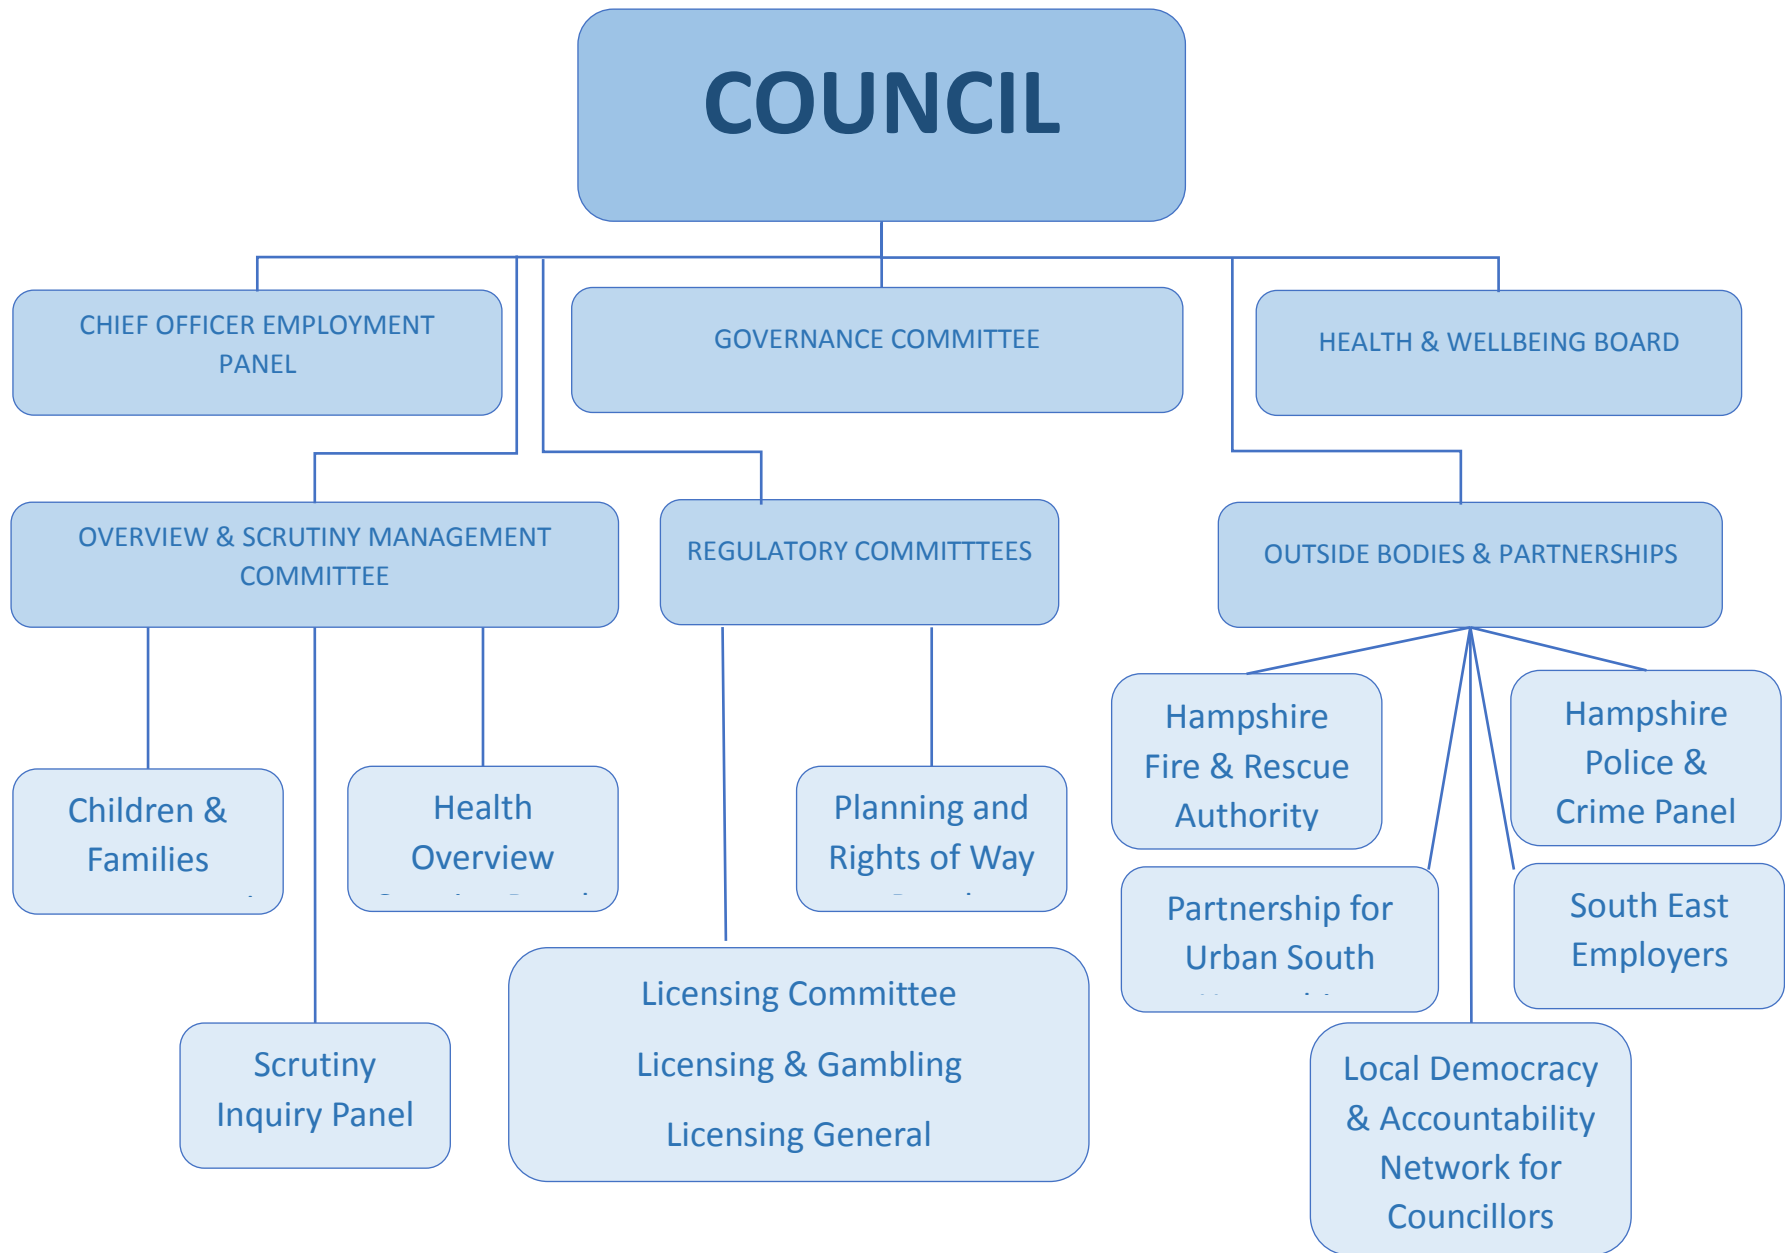 COUNCIL
CHIEF OFFICER EMPLOYMENT
PANEL
GOVERNANCE COMMITTEE
HEALTH & WELLBEING BOARD
OVERVIEW & SCRUTINY MANAGEMENT
COMMITTEE
REGULATORY COMMITTTEES
OUTSIDE BODIES & PARTNERSHIPS
Children &
Families
Health
Overview
Scrutiny Inquiry Panel
Planning and
Rights of Way
Licensing Committee
Licensing & Gambling
Licensing General
Hampshire
Fire & Rescue
Authority
Hampshire
Police &
Crime Panel
Partnership for
Urban South
South East
Employers
Local Democracy
& Accountability
Network for
Councillors